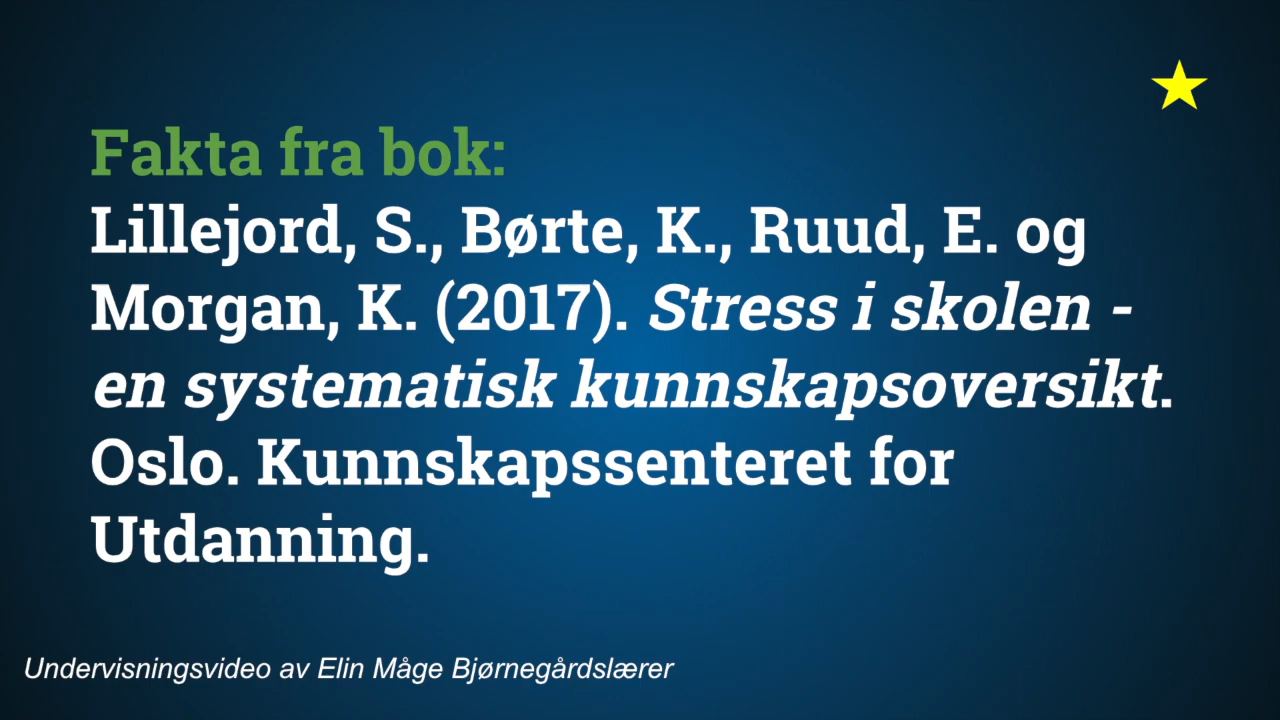 Fakta fra bok:
Lillejord, S., Børte, K., Ruud, E. og
Morgan, K. (2017). Stress i skolen -
en systematisk kunnskapsoversikt.
Oslo. Kunnskapssenteret for
Utdanning.
Undervisningsvideo av Elin Måge Bjørnegårdslærer